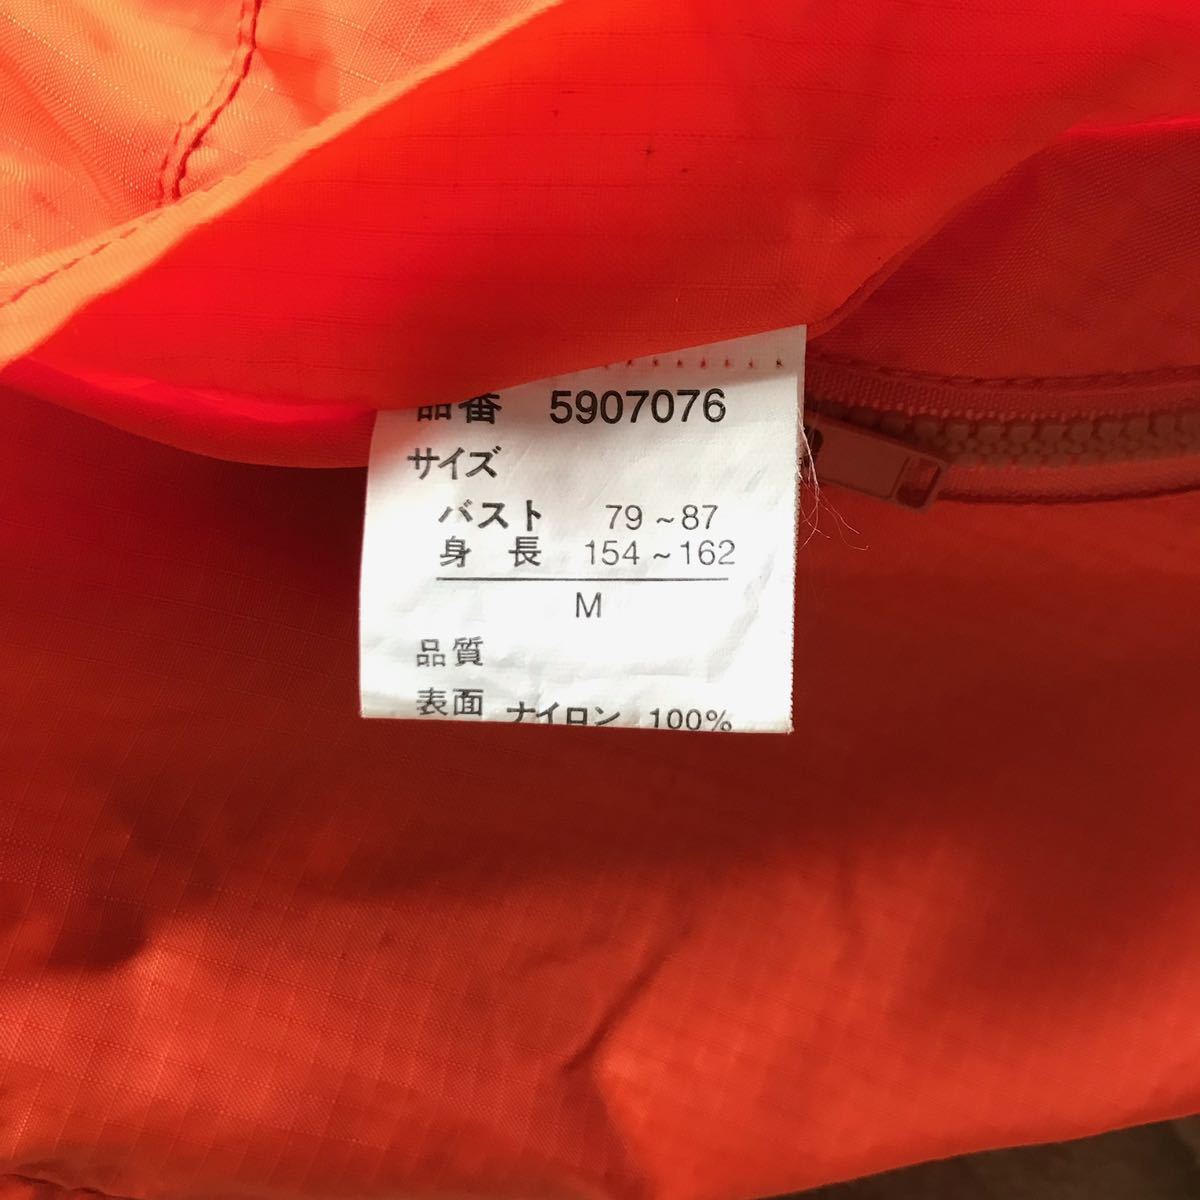 品番 5907076
サイズ
バスト 79~87
身長 154~162
M
品質
表面 ナイロン 100%